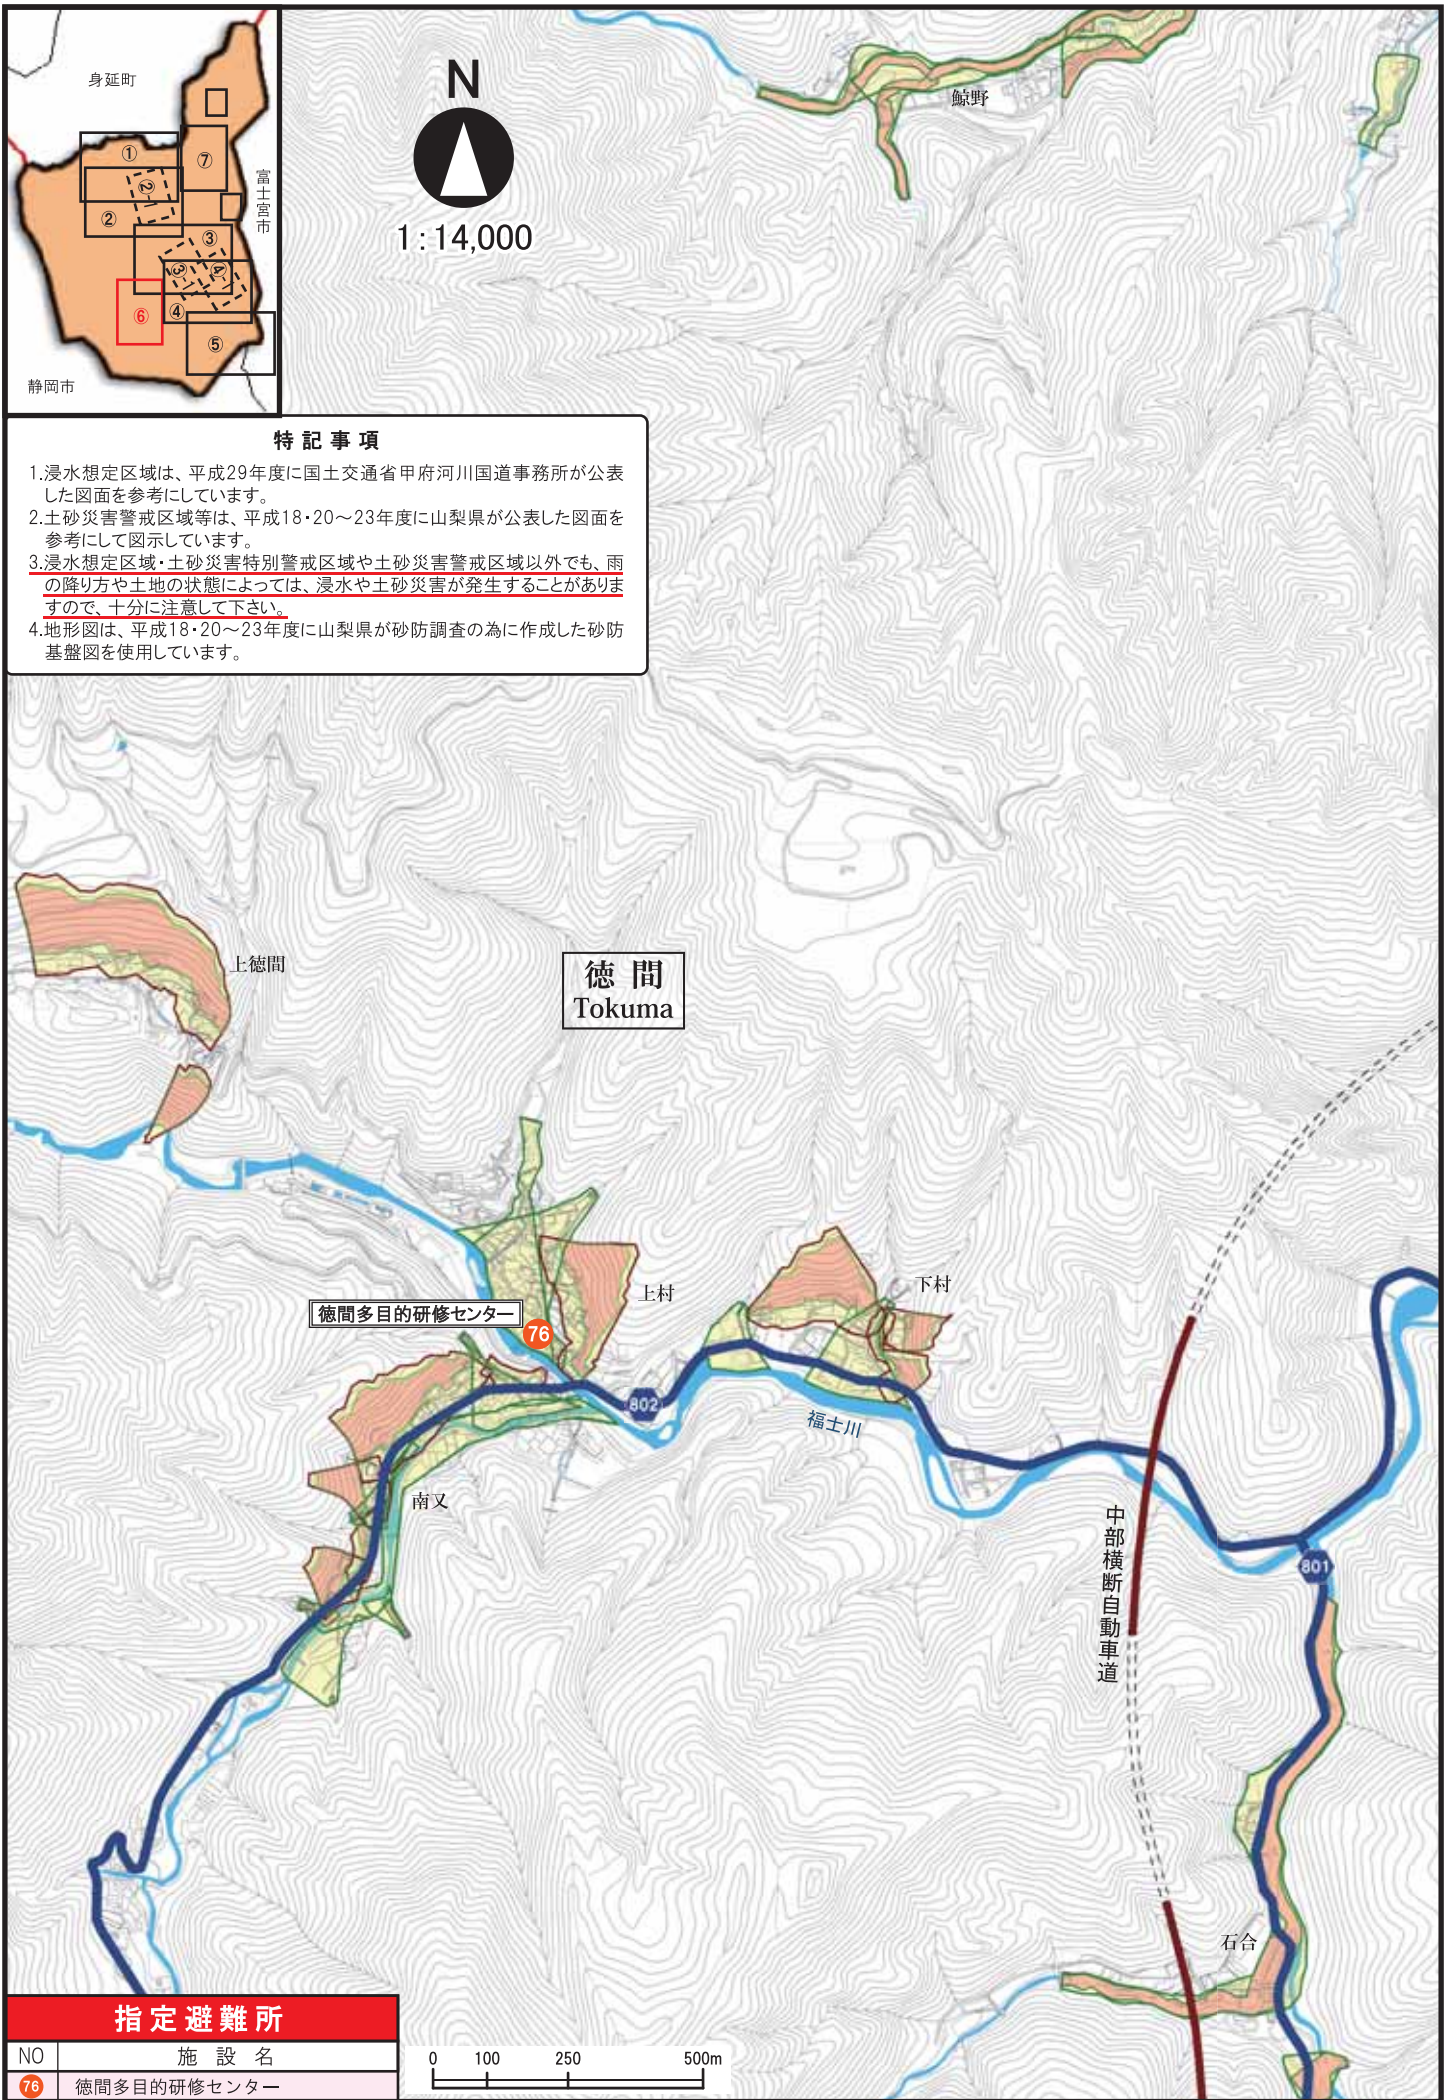 身延町
富士宮市
静岡市
①
⑦
②-1
②
③
③-1
④-1
④
⑥
⑤
N
1:14,000
鯨野
特記事項
1.浸水想定区域は、平成29年度に国土交通省甲府河川国道事務所が公表
した図面を参考にしています。
2.土砂災害警戒区域等は、平成18・20～23年度に山梨県が公表した図面を
参考にして図示しています。
3.浸水想定区域・土砂災害特別警戒区域や土砂災害警戒区域以外でも、雨
の降り方や土地の状態によっては、浸水や土砂災害が発生することがありま
すので、十分に注意して下さい。
4.地形図は、平成18・20～23年度に山梨県が砂防調査の為に作成した砂防
基盤図を使用しています。
上徳間
徳間
Tokuma
上村
下村
徳間多目的研修センター
76
802
福士川
南又
中部横断自動車道
801
石合
指定避難所
NO 施設名
76 徳間多目的研修センター
0 100 250 500m